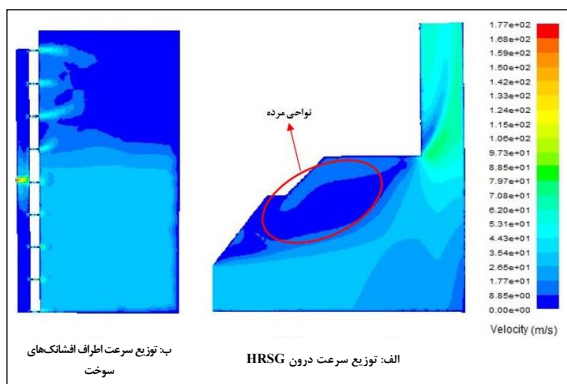 نواحی مرده
1.77e+02
1.68e+02
1.59e+02
1.50e+02
1.42e+02
1.33e+02
1.24e+02
1.15e+02
1.06e+02
9.73e+01
8.85e+01
7.97e+01
7.08e+01
6.20e+01
5.31e+01
4.43e+01
3.54e+01
2.65e+01
1.77e+01
8.85e+00
0.00e+00
Velocity (m/s)
الف: توزیع سرعت درون HRSG
ب: توزیع سرعت اطراف افشانک‌های
سوخت